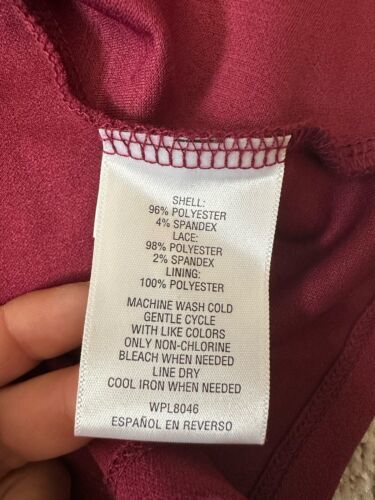 SHELL:
96% POLYESTER
4% SPANDEX
LACE:
98% POLYESTER
2% SPANDEX
LINING:
100% POLYESTER
MACHINE WASH COLD
GENTLE CYCLE
WITH LIKE COLORS
ONLY NON-CHLORINE
BLEACH WHEN NEEDED
LINE DRY
COOL IRON WHEN NEEDED
WPL8046
ESPAÑOL EN REVERSO